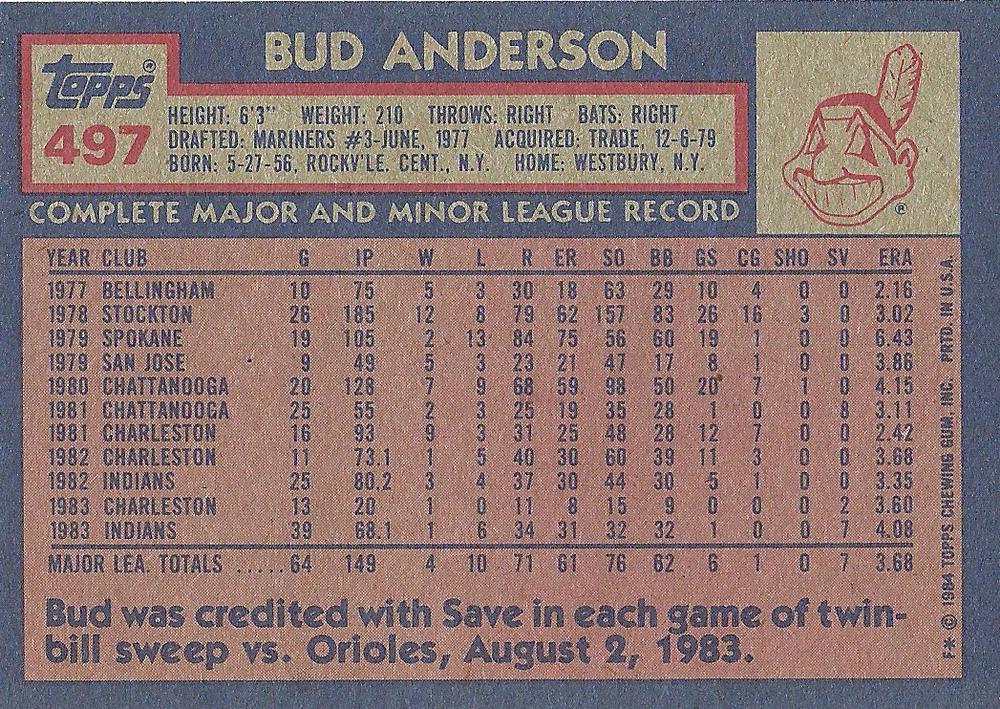 BUD ANDERSON
Topps®
497
HEIGHT: 6'3" WEIGHT: 210 THROWS: RIGHT BATS: RIGHT
DRAFTED: MARINERS #3-JUNE, 1977 ACQUIRED: TRADE, 12-6-79
BORN: 5-27-56, ROCKV'LE. CENT., N.Y. HOME: WESTBURY, N.Y.
®
COMPLETE MAJOR AND MINOR LEAGUE RECORD
YEAR CLUB G IP W L R ER SO BB GS CG SHO SV ERA
1977 BELLINGHAM 10 75 5 3 30 18 63 29 10 4 0 0 2.16
1978 STOCKTON 26 185 12 8 79 62 157 83 26 16 3 0 3.02
1979 SPOKANE 19 105 2 13 84 75 56 60 19 1 0 0 6.43
1979 SAN JOSE 9 49 5 3 23 21 47 17 8 1 0 0 3.86
1980 CHATTANOOGA 20 128 7 9 68 59 98 50 20 7 1 0 4.15
1981 CHATTANOOGA 25 55 2 3 25 19 35 28 1 0 0 8 3.11
1981 CHARLESTON 16 93 9 3 31 25 48 28 12 7 0 0 2.42
1982 CHARLESTON 11 73.1 1 5 40 30 60 39 11 3 0 0 3.68
1982 INDIANS 25 80.2 3 4 37 30 44 30 5 1 0 0 3.35
1983 CHARLESTON 13 20 1 0 11 8 15 9 0 0 0 2 3.60
1983 INDIANS 39 68.1 1 6 34 31 32 32 1 0 0 7 4.08
MAJOR LEA. TOTALS ..... 64 149 4 10 71 61 76 62 6 1 0 7 3.68
Bud was credited with Save in each game of twin-
bill sweep vs. Orioles, August 2, 1983.
F* © 1984 TOPPS CHEWING GUM, INC. PRTD. IN U.S.A.